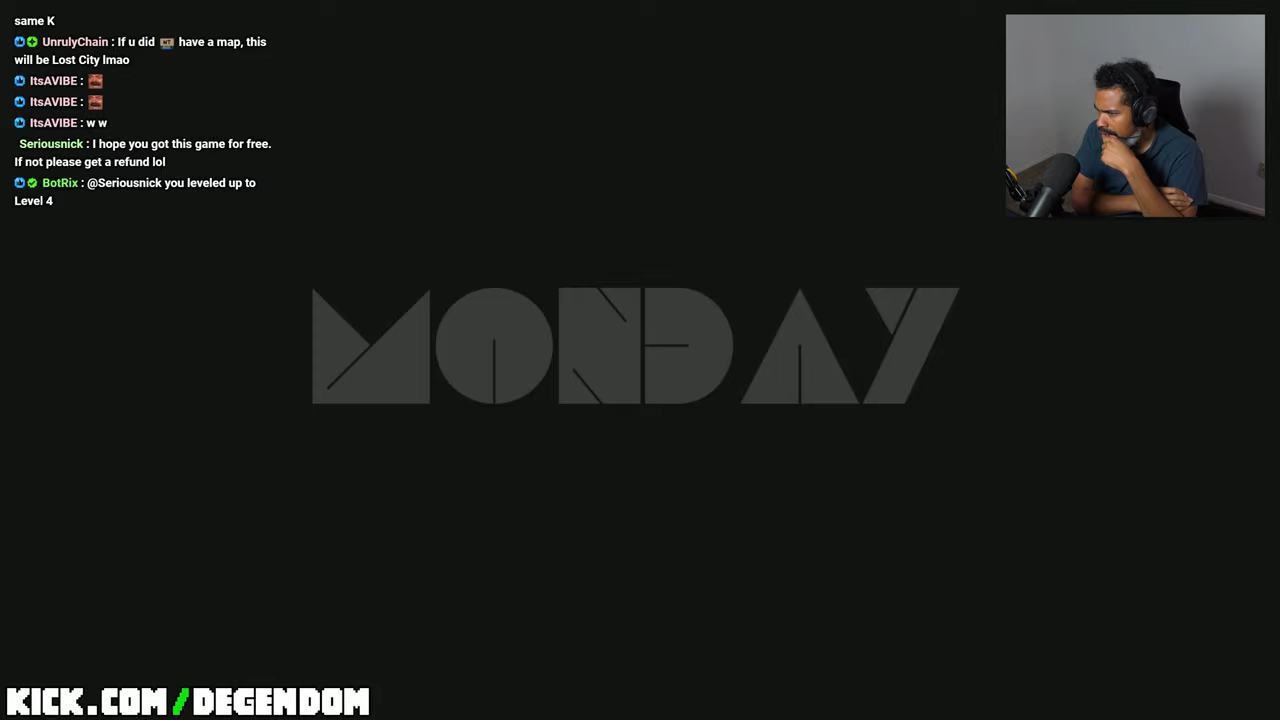 same K
UnrulyChain : If u did have a map, this
will be Lost City lmao
ItsAVIBE :
ItsAVIBE :
ItsAVIBE : w w
Seriousnick : I hope you got this game for free.
If not please get a refund lol
BotRix : @Seriousnick you leveled up to
Level 4
MONDAY
KICK.COM/DEGENDOM